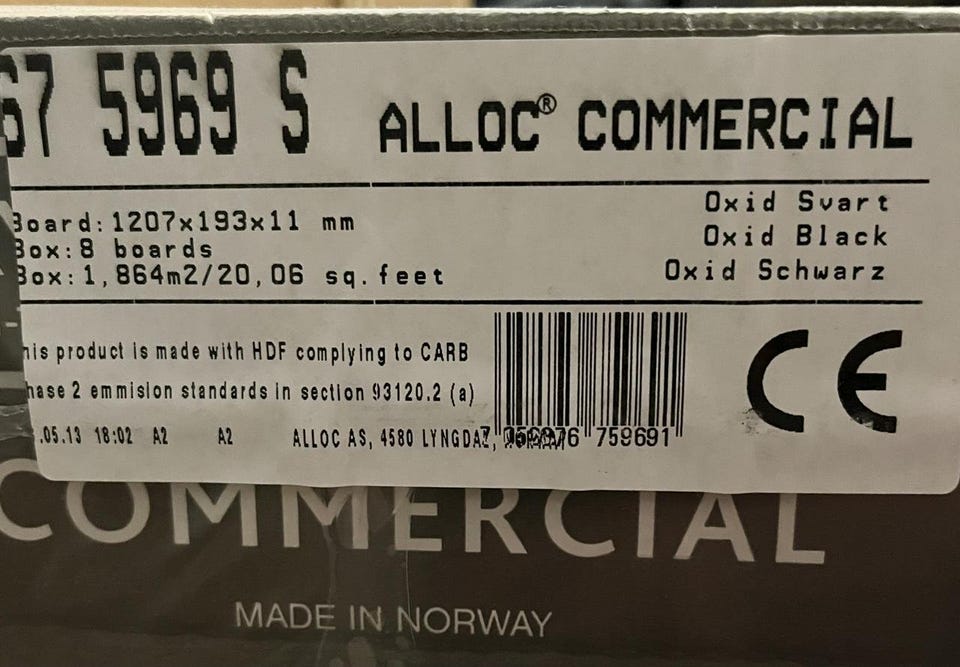 67 5969 S
ALLOC® COMMERCIAL
Board: 1207x193x11 mm
Box: 8 boards
Box: 1,864m2/20,06 sq. feet
Oxid Svart
Oxid Black
Oxid Schwarz
his product is made with HDF complying to CARB
hase 2 emmision standards in section 93120.2 (a)
.05.13 18:02 A2 A2 ALLOC AS, 4580
759691
CE
COMMERCIAL
MADE IN NORWAY